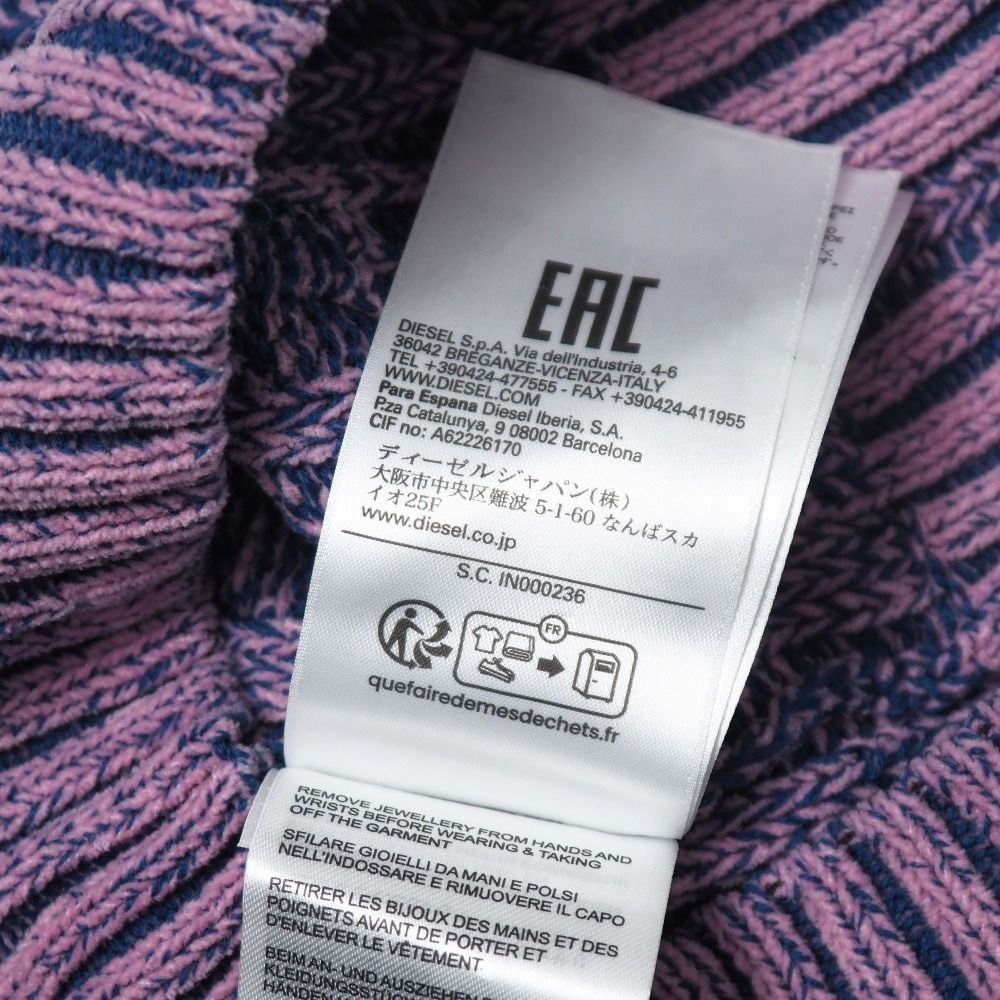 EAC
DIESEL S.p.A. Via dell'Industria, 4-6
36042 BREGANZE-VICENZA-ITALY
TEL +390424-477555 - FAX +390424-411955
WWW.DIESEL.COM
Para Espana Diesel Iberia, S.A.
P.za Catalunya, 9 08002 Barcelona
CIF no: A62226170
ディーゼルジャパン(株)
大阪市中央区難波 5-1-60 なんばスカ
イオ25F
www.diesel.co.jp
S.C. IN000236
FR
quefairedemesdechets.fr
REMOVE JEWELLERY FROM HANDS AND
WRISTS BEFORE WEARING & TAKING
OFF THE GARMENT
SFILARE GIOIELLI DA MANI E POLSI
NELL'INDOSSARE E RIMUOVERE IL CAPO
RETIRER LES BIJOUX DES MAINS ET DES
POIGNETS AVANT DE PORTER ET
D'ENLEVER LE VÊTEMENT
BEIM AN- UND AUSZIEHEN DES